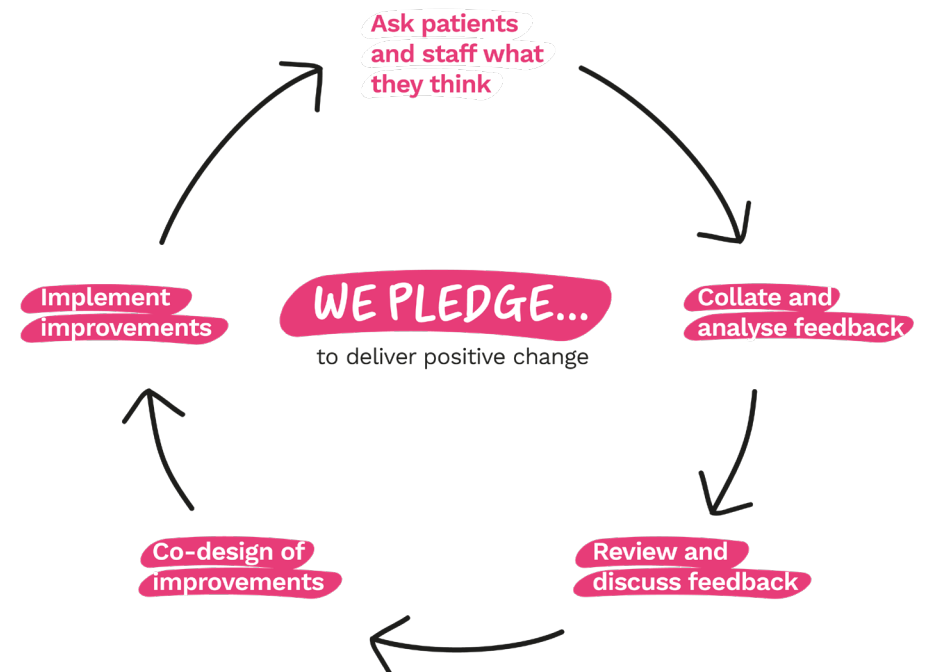 Ask patients
and staff what
they think
Collate and
analyse feedback
Review and
discuss feedback
Co-design of
improvements
Implement
improvements
WE PLEDGE...
to deliver positive change